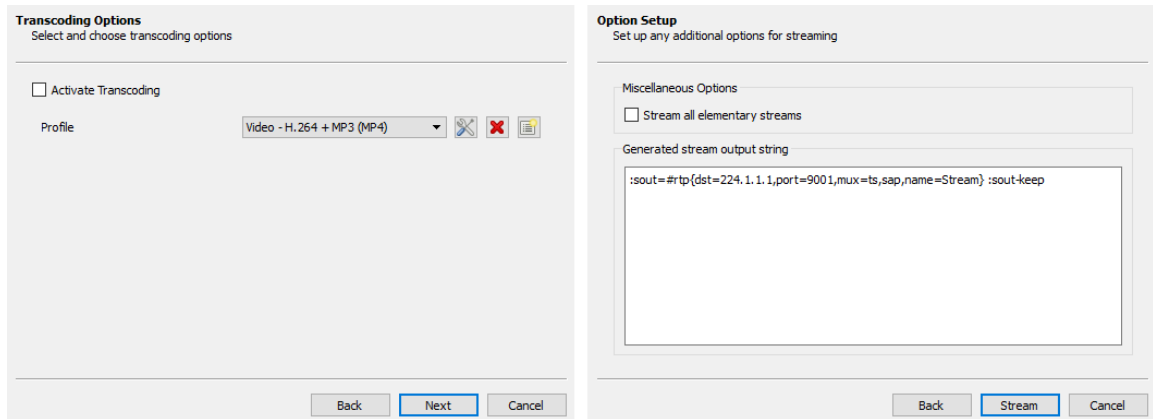 Transcoding Options
Select and choose transcoding options
Activate Transcoding
Profile
Video - H.264 + MP3 (MP4)
Back
Next
Cancel
Option Setup
Set up any additional options for streaming
Miscellaneous Options
Stream all elementary streams
Generated stream output string
:sout=#rtp{dst=224.1.1.1,port=9001,mux=ts,sap,name=Stream} :sout-keep
Back
Stream
Cancel